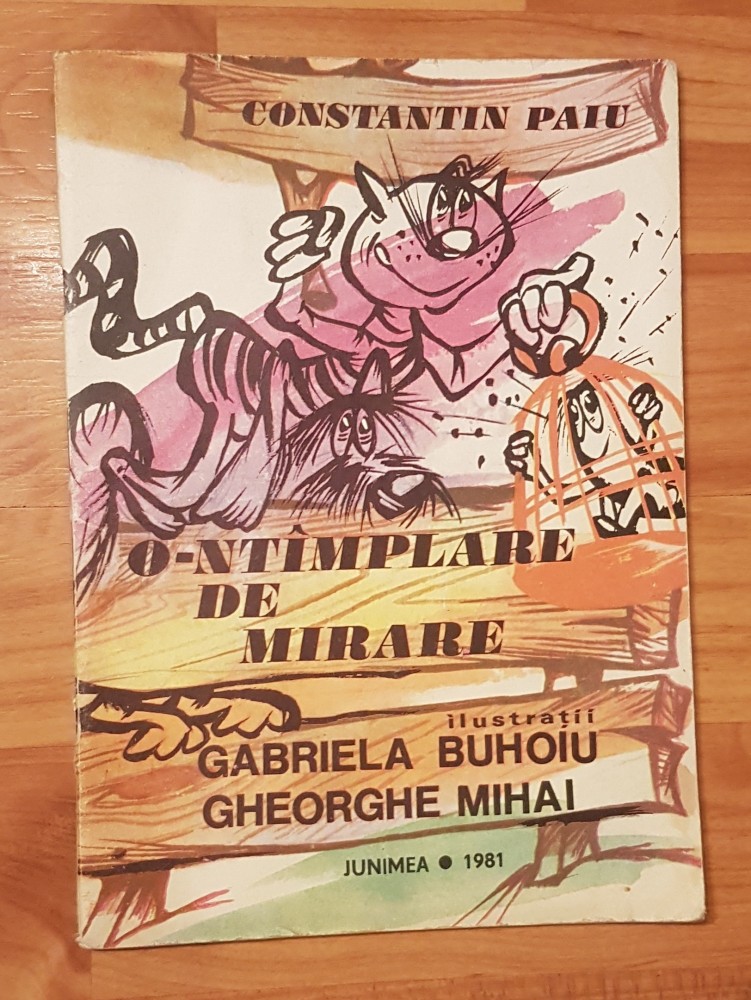 CONSTANTIN PAIU
O-NTÎMPLARE
DE
MIRARE
ilustrații
GABRIELA BUHOIU
GHEORGHE MIHAI
JUNIMEA ● 1981